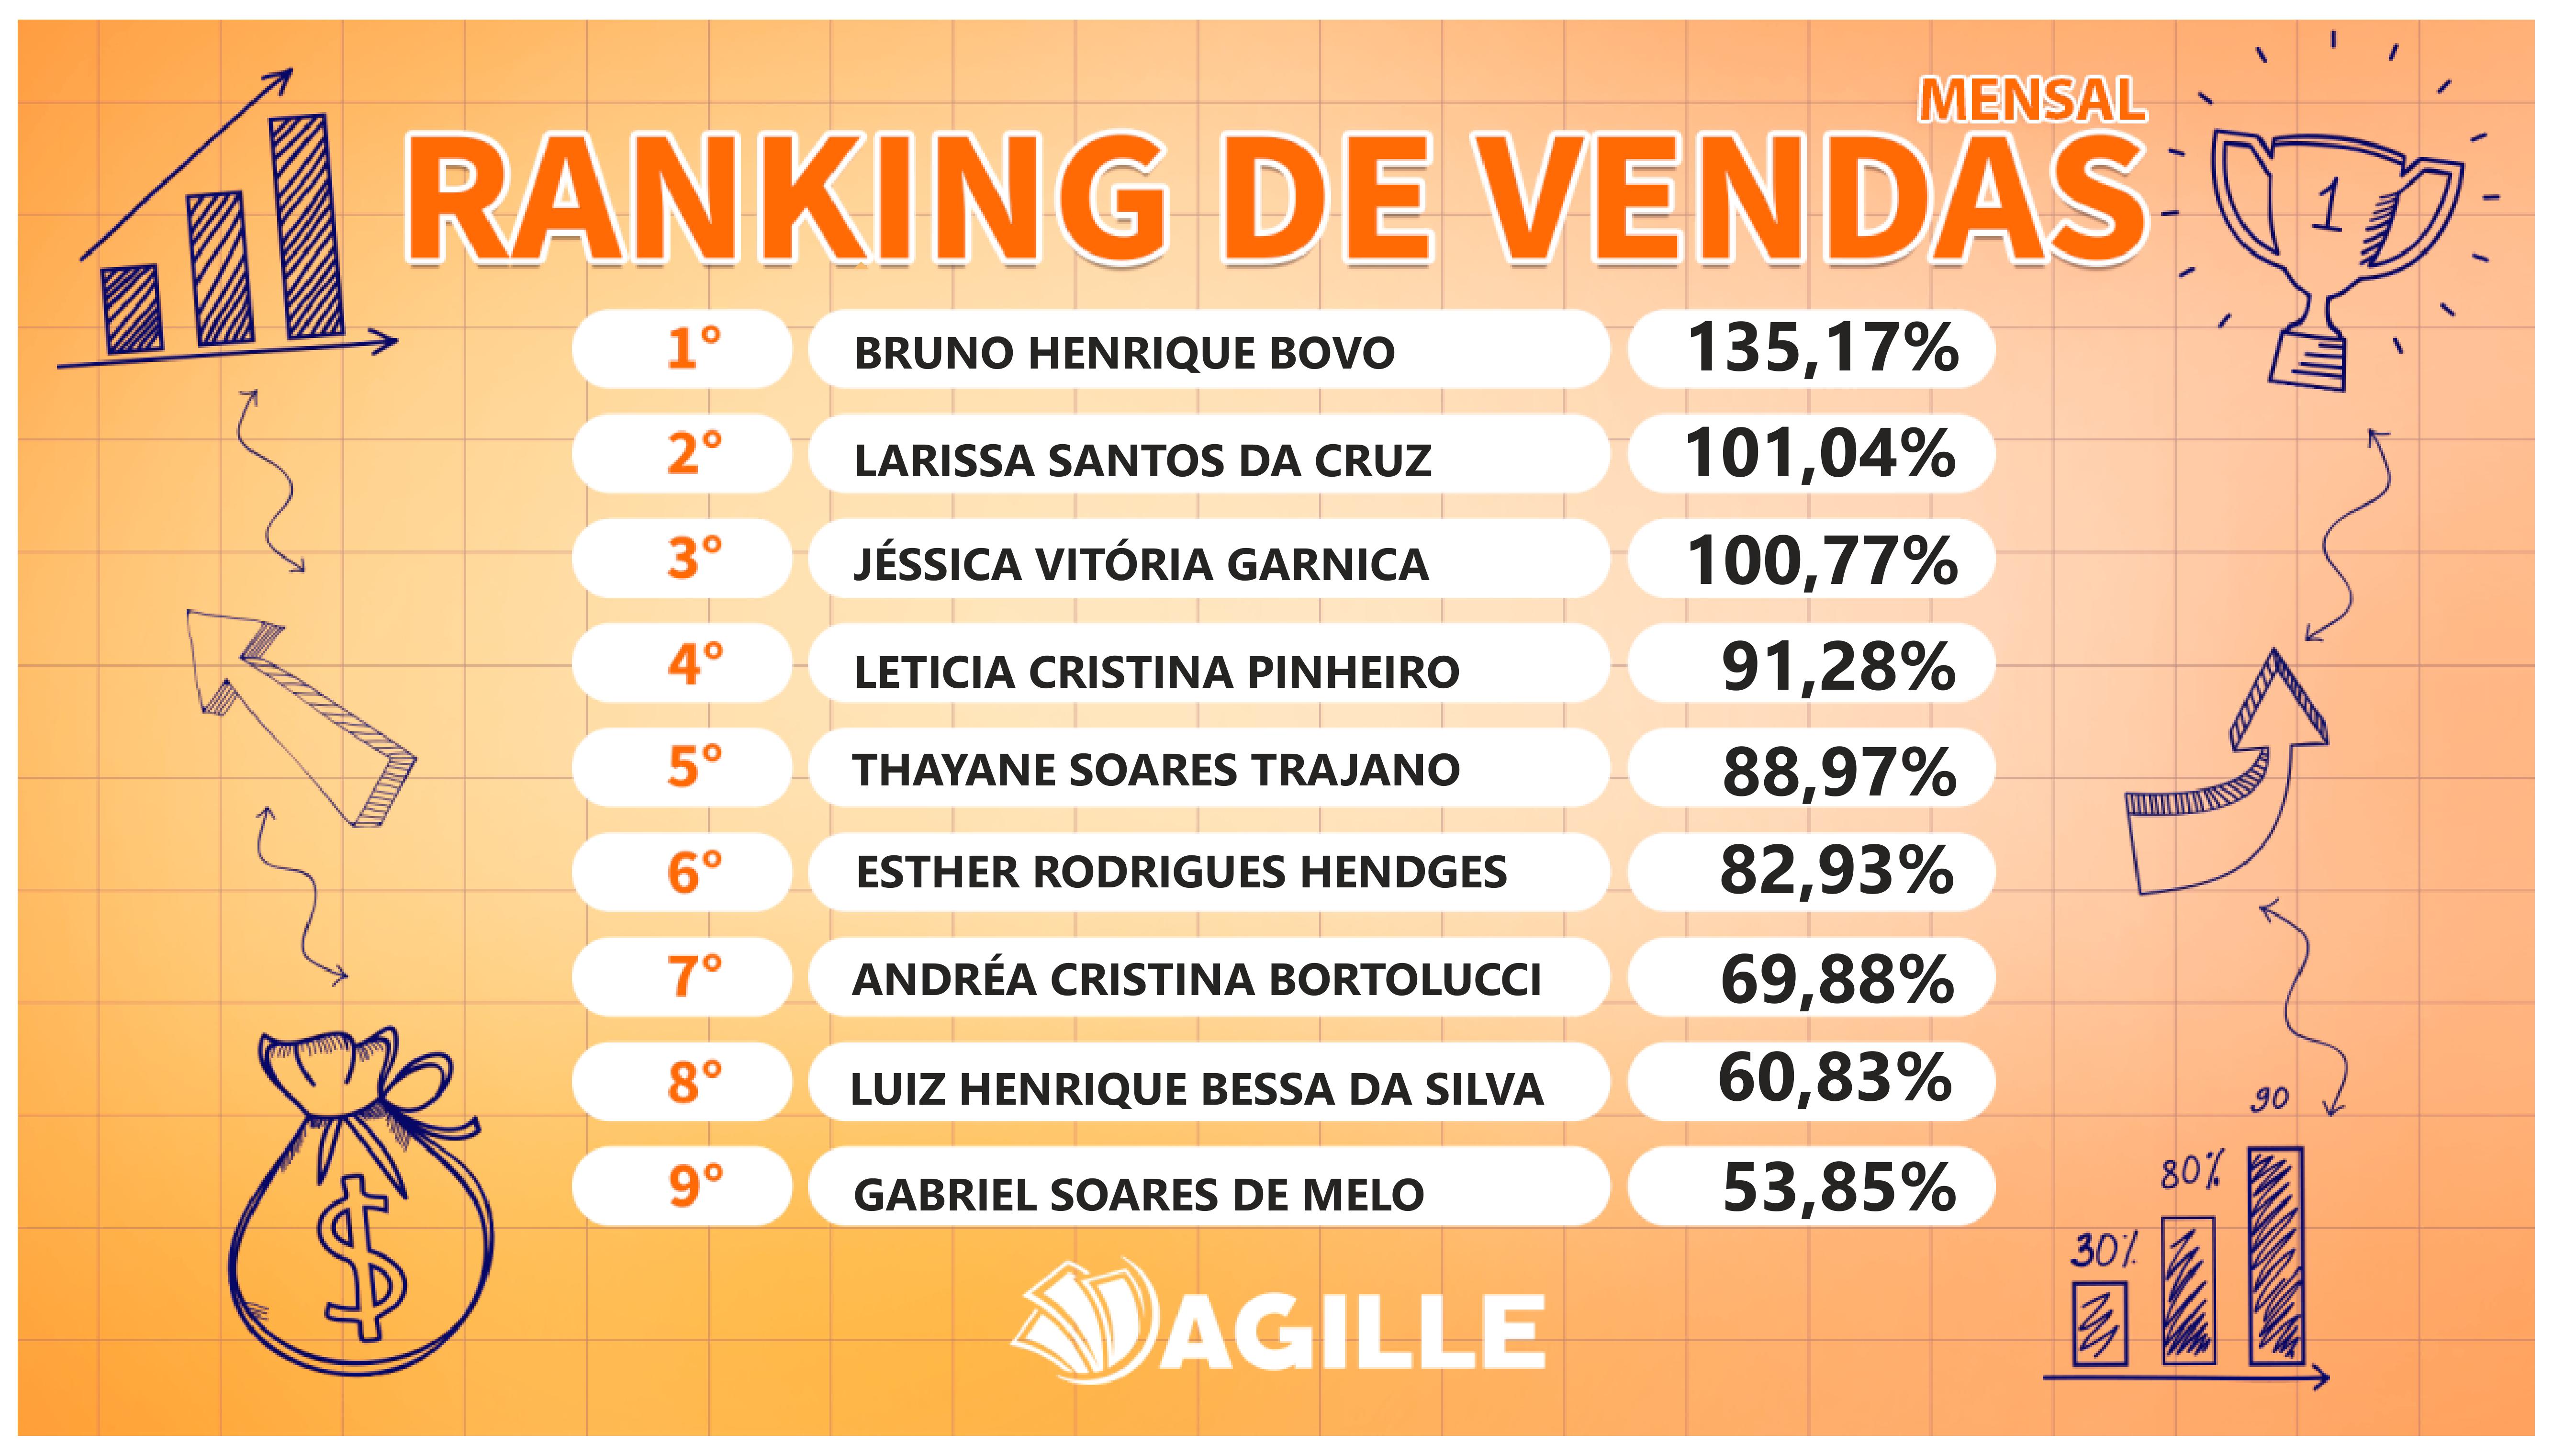 MENSAL
RANKING DE VENDAS
1° BRUNO HENRIQUE BOVO 135,17%
2° LARISSA SANTOS DA CRUZ 101,04%
3° JÉSSICA VITÓRIA GARNICA 100,77%
4° LETICIA CRISTINA PINHEIRO 91,28%
5° THAYANE SOARES TRAJANO 88,97%
6° ESTHER RODRIGUES HENDGES 82,93%
7° ANDRÉA CRISTINA BORTOLUCCI 69,88%
8° LUIZ HENRIQUE BESSA DA SILVA 60,83%
9° GABRIEL SOARES DE MELO 53,85%
AGILLE
1
$
30%
80%
90